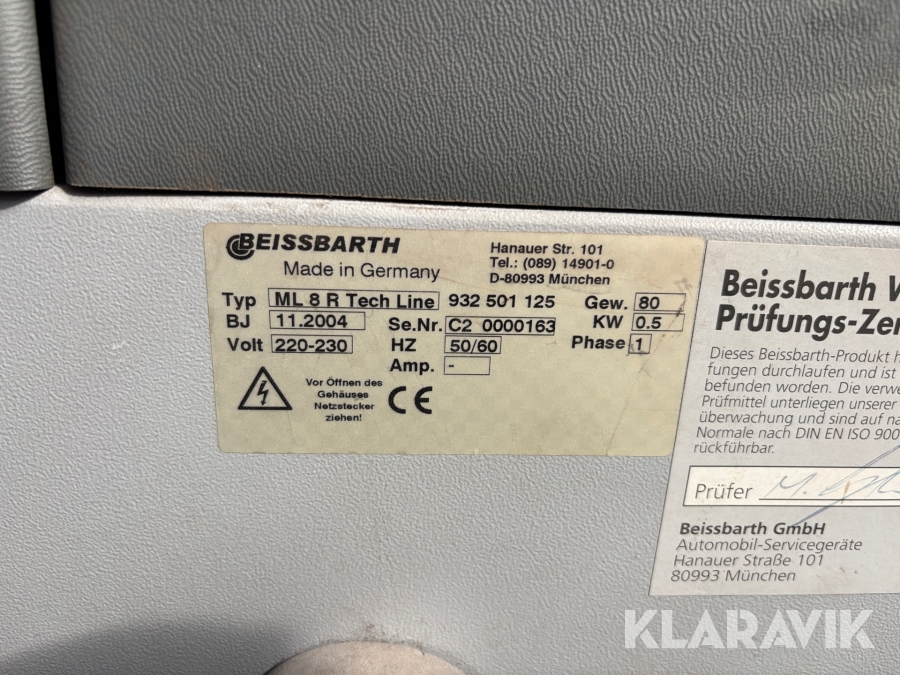 BEISSBARTH
Made in Germany
Hanauer Str. 101
Tel.: (089) 14901-0
D-80993 München
Typ ML 8 R Tech Line 932 501 125 Gew. 80
BJ 11.2004 Se.Nr. C2 0000163 KW 0.5
Volt 220-230 HZ 50/60 Phase 1
Amp. -
Vor Öffnen des
Gehäuses
Netzstecker
ziehen!
CE
Beissbarth
Prüfungs-Zer
Dieses Beissbarth-Produkt h
fungen durchlaufen und ist
befunden worden. Die verwe
Prüfmittel unterliegen unserer
überwachung und sind auf na
Normale nach DIN EN ISO 900
rückführbar.
Prüfer
Beissbarth GmbH
Automobil-Servicegeräte
Hanauer Straße 101
80993 München
KLARAVIK